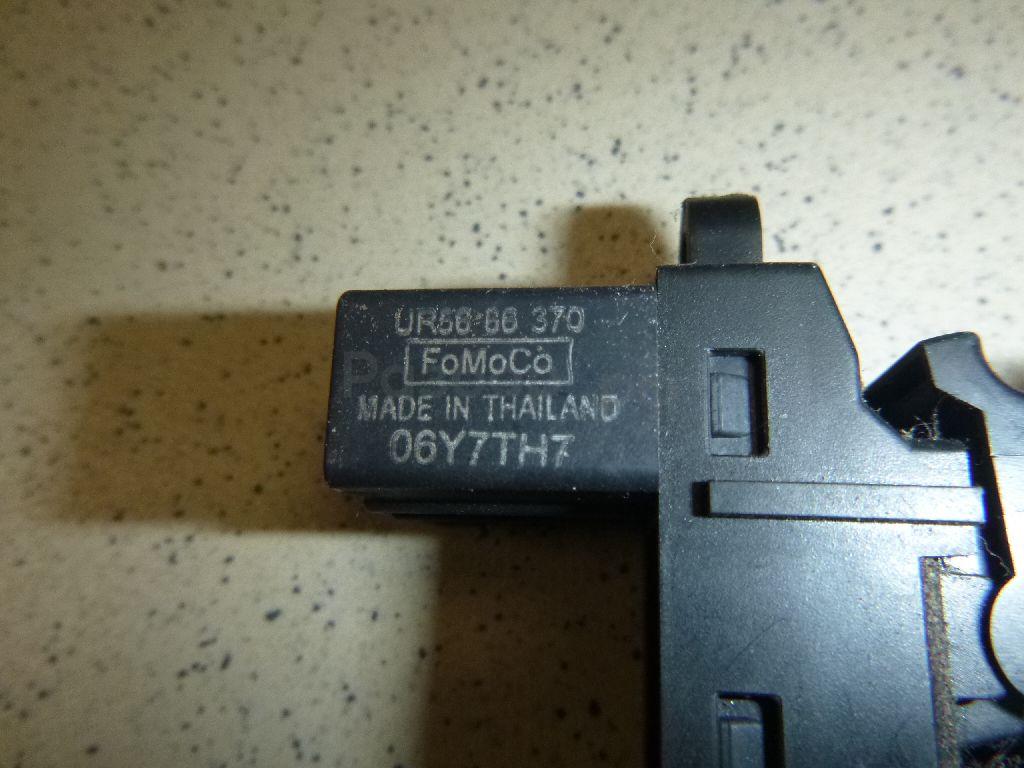 UR56 66 370
FoMoCo
MADE IN THAILAND
06Y7TH7